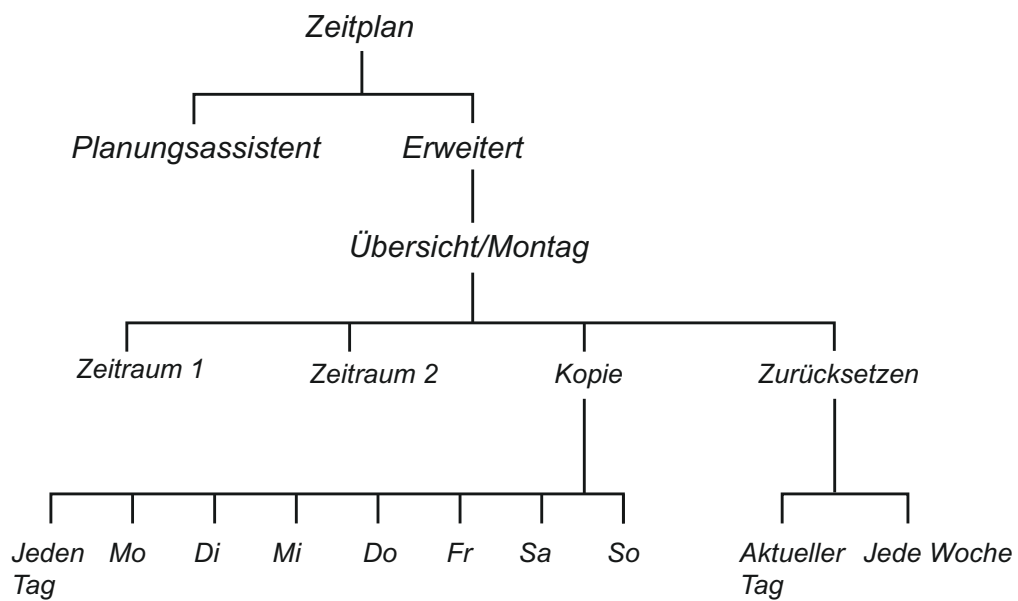 Zeitplan
Planungsassistent Erweitert
Übersicht/Montag
Zeitraum 1 Zeitraum 2 Kopie Zurücksetzen
Jeden Mo Di Mi Do Fr Sa So Aktueller Jede Woche
Tag Tag